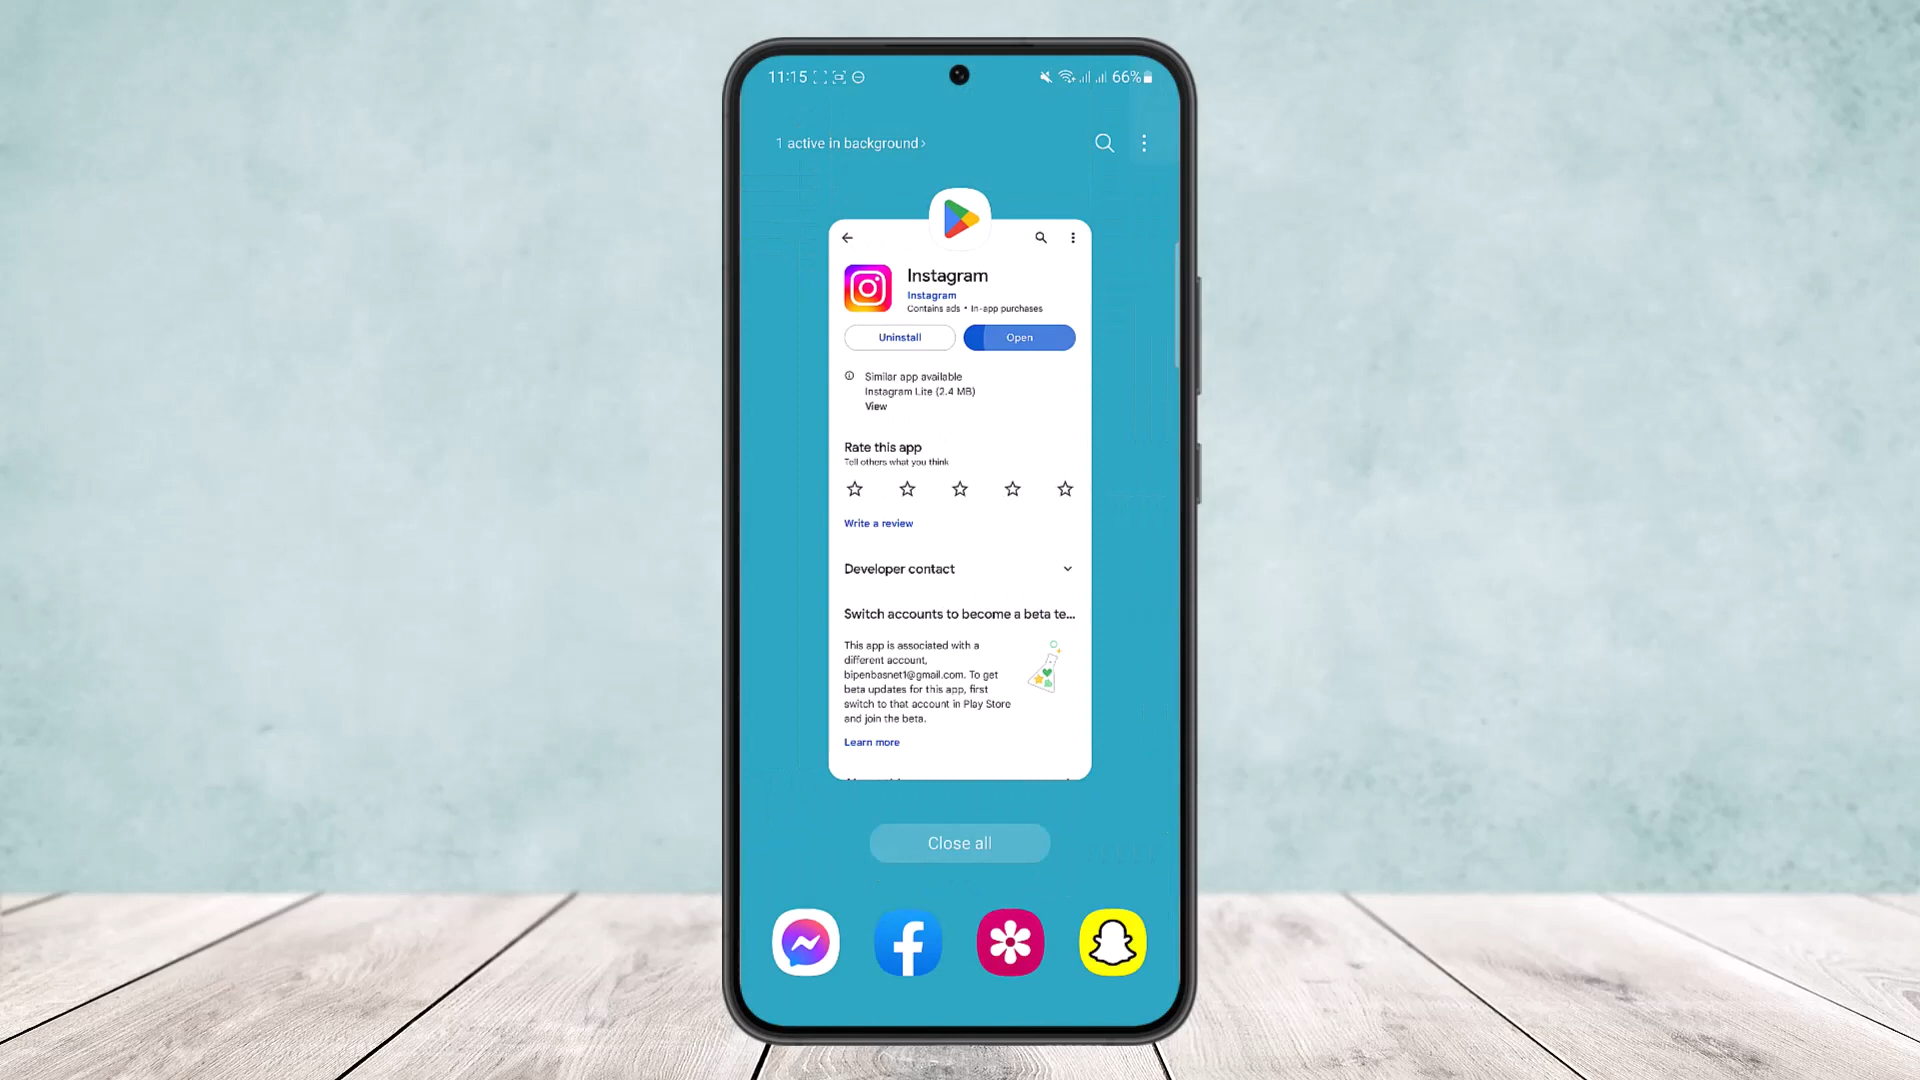 11:15
66%
1 active in background ›
Instagram
Instagram
Contains ads • In-app purchases
Uninstall
Open
Similar app available
Instagram Lite (2.4 MB)
View
Rate this app
Tell others what you think
Write a review
Developer contact
Switch accounts to become a beta te...
This app is associated with a
different account,
bipenbasnet1@gmail.com. To get
beta updates for this app, first
switch to that account in Play Store
and join the beta.
Learn more
Close all